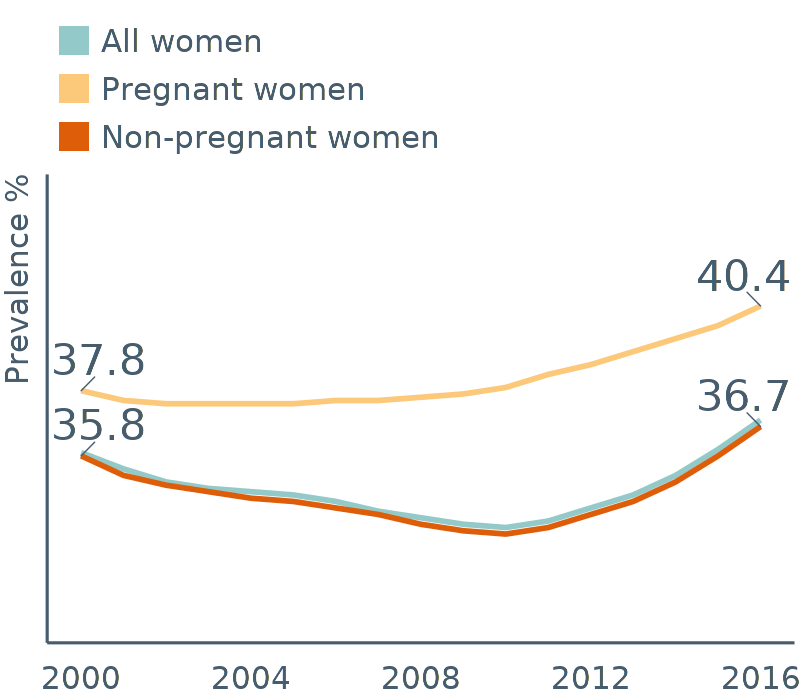 All women
Pregnant women
Non-pregnant women
Prevalence %
40.4
37.8
36.7
35.8
2000 2004 2008 2012 2016